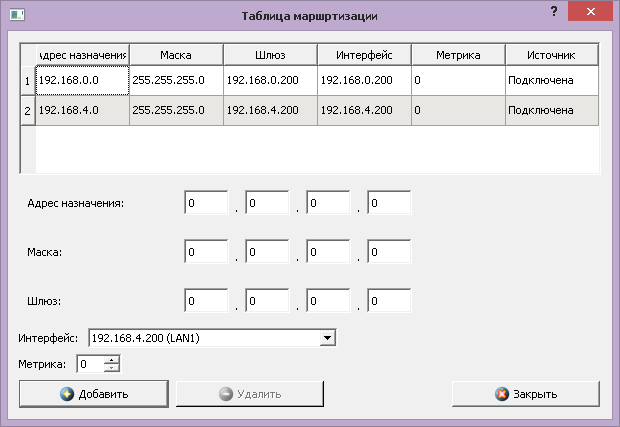 Таблица маршртизации
?
дрес назначения Маска Шлюз Интерфейс Метрика Источник
1 192.168.0.0 255.255.255.0 192.168.0.200 192.168.0.200 0 Подключена
2 192.168.4.0 255.255.255.0 192.168.4.200 192.168.4.200 0 Подключена
Адрес назначения: 0 . 0 . 0 . 0
Маска: 0 . 0 . 0 . 0
Шлюз: 0 . 0 . 0 . 0
Интерфейс: 192.168.4.200 (LAN1)
Метрика: 0
Добавить Удалить Закрыть